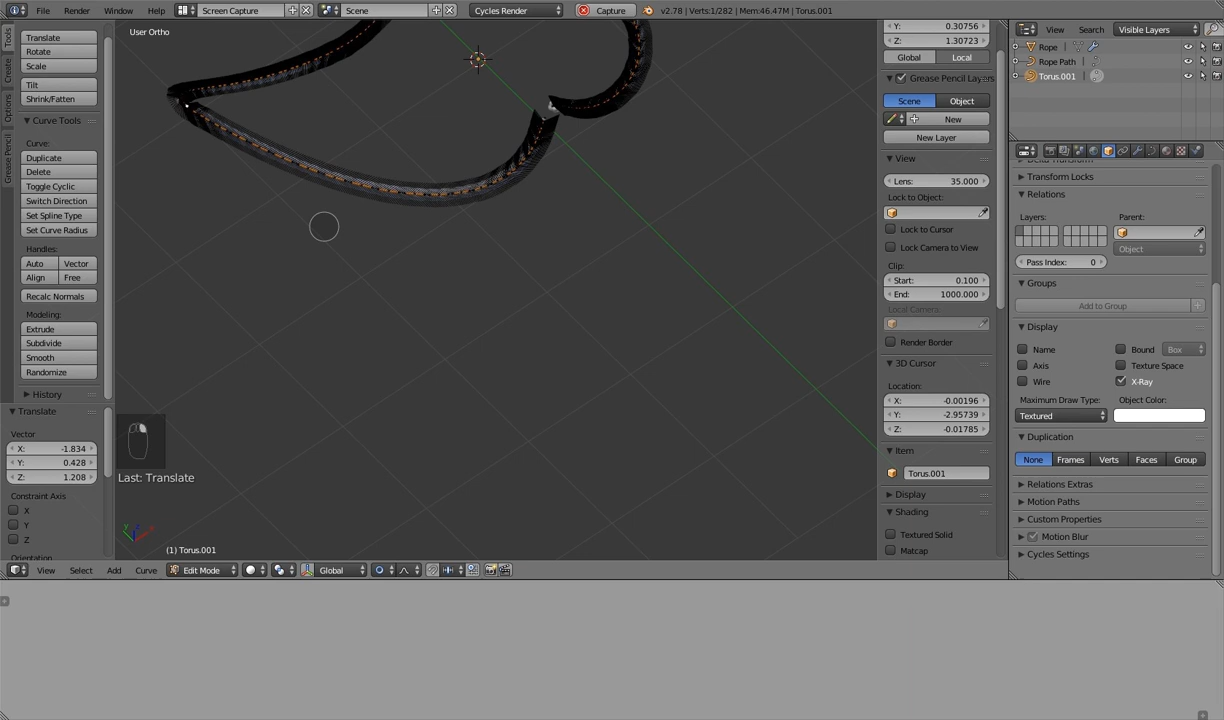 File Render Window Help Screen Capture Scene Cycles Render Capture v2.78 | Verts:1/282 | Mem:46.47M | Torus.001
User Ortho
Tools
Create
Options
Grease Pencil
Translate
Rotate
Scale
Tilt
Shrink/Fatten
Curve Tools
Curve:
Duplicate
Delete
Toggle Cyclic
Switch Direction
Set Spline Type
Set Curve Radius
Handles:
Auto Vector
Align Free
Recalc Normals
Modeling:
Extrude
Subdivide
Smooth
Randomize
History
Translate
Vector
X: -1.834
Y: 0.428
Z: 1.208
Constraint Axis
X
Y
Z
Last: Translate
y
(1) Torus.001
View Select Add Curve Edit Mode Global
Y: 0.30756
Z: 1.30723
Global Local
Grease Pencil Layers
Scene Object
New
New Layer
View
Lens: 35.000
Lock to Object:
Lock to Cursor
Lock Camera to View
Clip:
Start: 0.100
End: 1000.000
Local Camera:
Render Border
3D Cursor
Location:
X: -0.00196
Y: -2.95739
Z: -0.01785
Item
Torus.001
Display
Shading
Textured Solid
Matcap
View Search Visible Layers
Rope
Rope Path
Torus.001
Transform Locks
Relations
Layers: Parent:
Object
Pass Index: 0
Groups
Add to Group
Display
Name Bound Box
Axis Texture Space
Wire X-Ray
Maximum Draw Type: Object Color:
Textured
Duplication
None Frames Verts Faces Group
Relations Extras
Motion Paths
Custom Properties
Motion Blur
Cycles Settings